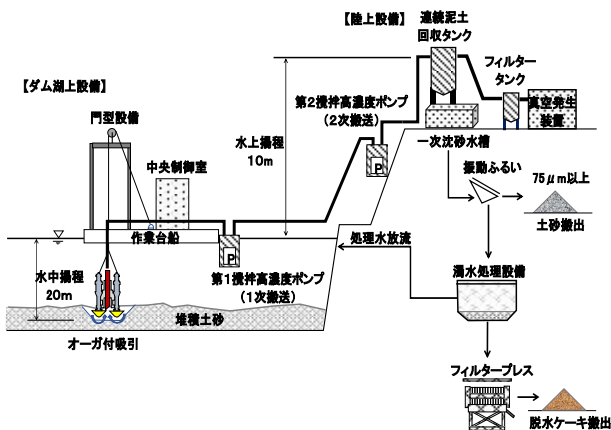 【陸上設備】
連続泥土
回収タンク
フィルター
タンク
真空発生
装置
【ダム湖上設備】
門型設備
中央制御室
水上揚程
10m
第2攪拌高濃度ポンプ
(2次搬送)
P
一次沈砂水槽
振動ふるい
75μm以上
土砂搬出
作業台船
P
処理水放流
水中揚程
20m
第1攪拌高濃度ポンプ
(1次搬送)
濁水処理設備
堆積土砂
オーガ付吸引
フィルタープレス
脱水ケーキ搬出